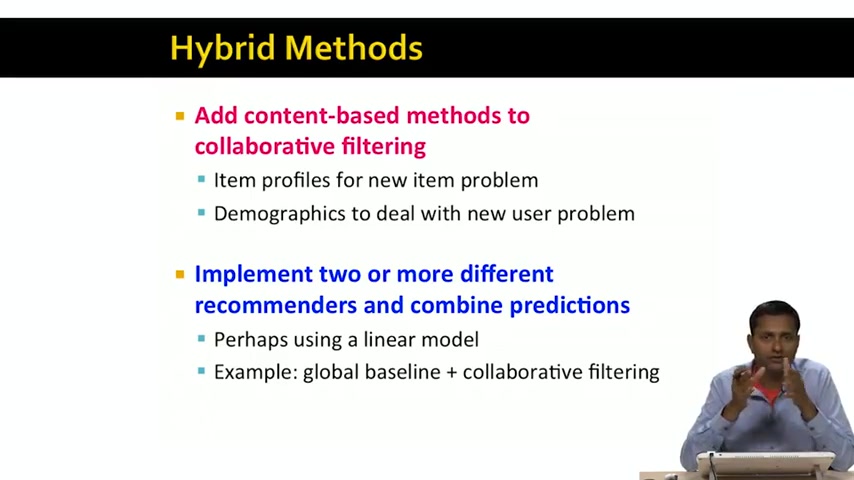 Hybrid Methods
Add content-based methods to
collaborative filtering
Item profiles for new item problem
Demographics to deal with new user problem
Implement two or more different
recommenders and combine predictions
Perhaps using a linear model
Example: global baseline + collaborative filtering